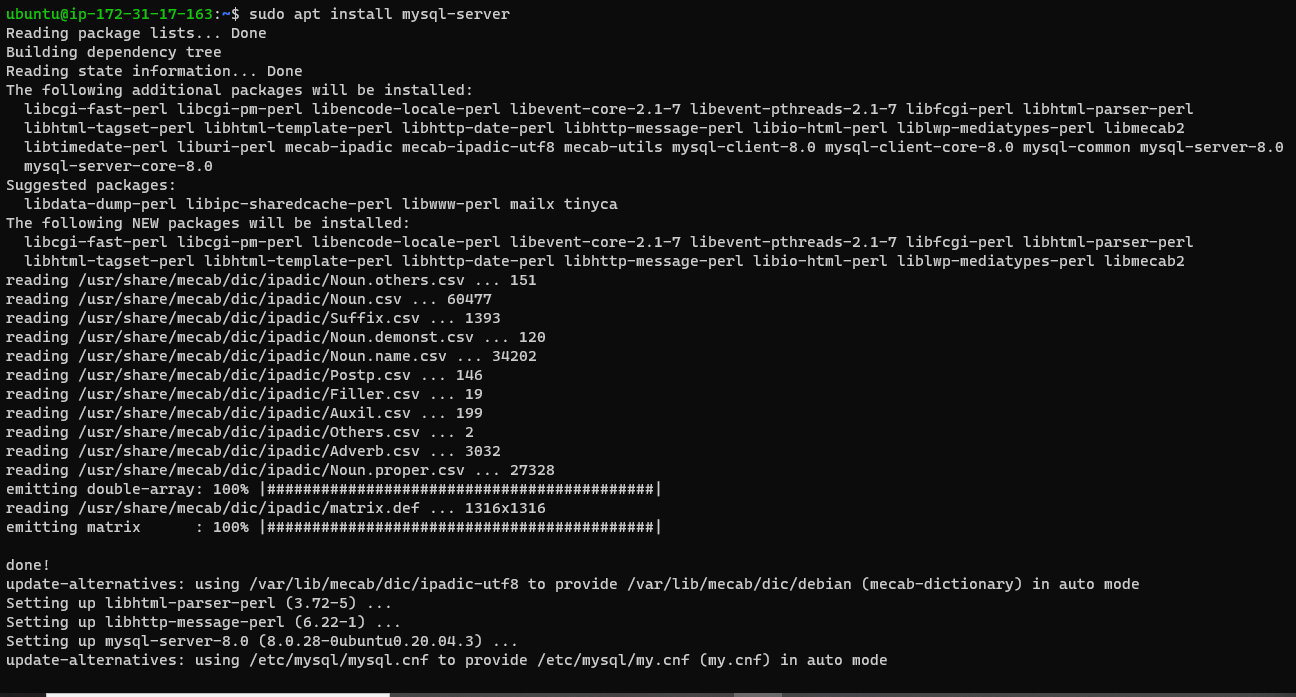 ubuntu@ip-172-31-17-163:~$ sudo apt install mysql-server
Reading package lists... Done
Building dependency tree
Reading state information... Done
The following additional packages will be installed:
  libcgi-fast-perl libcgi-pm-perl libencode-locale-perl libevent-core-2.1-7 libevent-pthreads-2.1-7 libfcgi-perl libhtml-parser-perl
  libhtml-tagset-perl libhtml-template-perl libhttp-date-perl libhttp-message-perl libio-html-perl liblwp-mediatypes-perl libmecab2
  libtimedate-perl liburi-perl mecab-ipadic mecab-ipadic-utf8 mecab-utils mysql-client-8.0 mysql-client-core-8.0 mysql-common mysql-server-8.0
  mysql-server-core-8.0
Suggested packages:
  libdata-dump-perl libipc-sharedcache-perl libwww-perl mailx tinyca
The following NEW packages will be installed:
  libcgi-fast-perl libcgi-pm-perl libencode-locale-perl libevent-core-2.1-7 libevent-pthreads-2.1-7 libfcgi-perl libhtml-parser-perl
  libhtml-tagset-perl libhtml-template-perl libhttp-date-perl libhttp-message-perl libio-html-perl liblwp-mediatypes-perl libmecab2
reading /usr/share/mecab/dic/ipadic/Noun.others.csv ... 151
reading /usr/share/mecab/dic/ipadic/Noun.csv ... 60477
reading /usr/share/mecab/dic/ipadic/Suffix.csv ... 1393
reading /usr/share/mecab/dic/ipadic/Noun.demonst.csv ... 120
reading /usr/share/mecab/dic/ipadic/Noun.name.csv ... 34202
reading /usr/share/mecab/dic/ipadic/Postp.csv ... 146
reading /usr/share/mecab/dic/ipadic/Filler.csv ... 19
reading /usr/share/mecab/dic/ipadic/Auxil.csv ... 199
reading /usr/share/mecab/dic/ipadic/Others.csv ... 2
reading /usr/share/mecab/dic/ipadic/Adverb.csv ... 3032
reading /usr/share/mecab/dic/ipadic/Noun.proper.csv ... 27328
emitting double-array: 100% |###########################################|
reading /usr/share/mecab/dic/ipadic/matrix.def ... 1316x1316
emitting matrix      : 100% |###########################################|

done!
update-alternatives: using /var/lib/mecab/dic/ipadic-utf8 to provide /var/lib/mecab/dic/debian (mecab-dictionary) in auto mode
Setting up libhtml-parser-perl (3.72-5) ...
Setting up libhttp-message-perl (6.22-1) ...
Setting up mysql-server-8.0 (8.0.28-0ubuntu0.20.04.3) ...
update-alternatives: using /etc/mysql/mysql.cnf to provide /etc/mysql/my.cnf (my.cnf) in auto mode